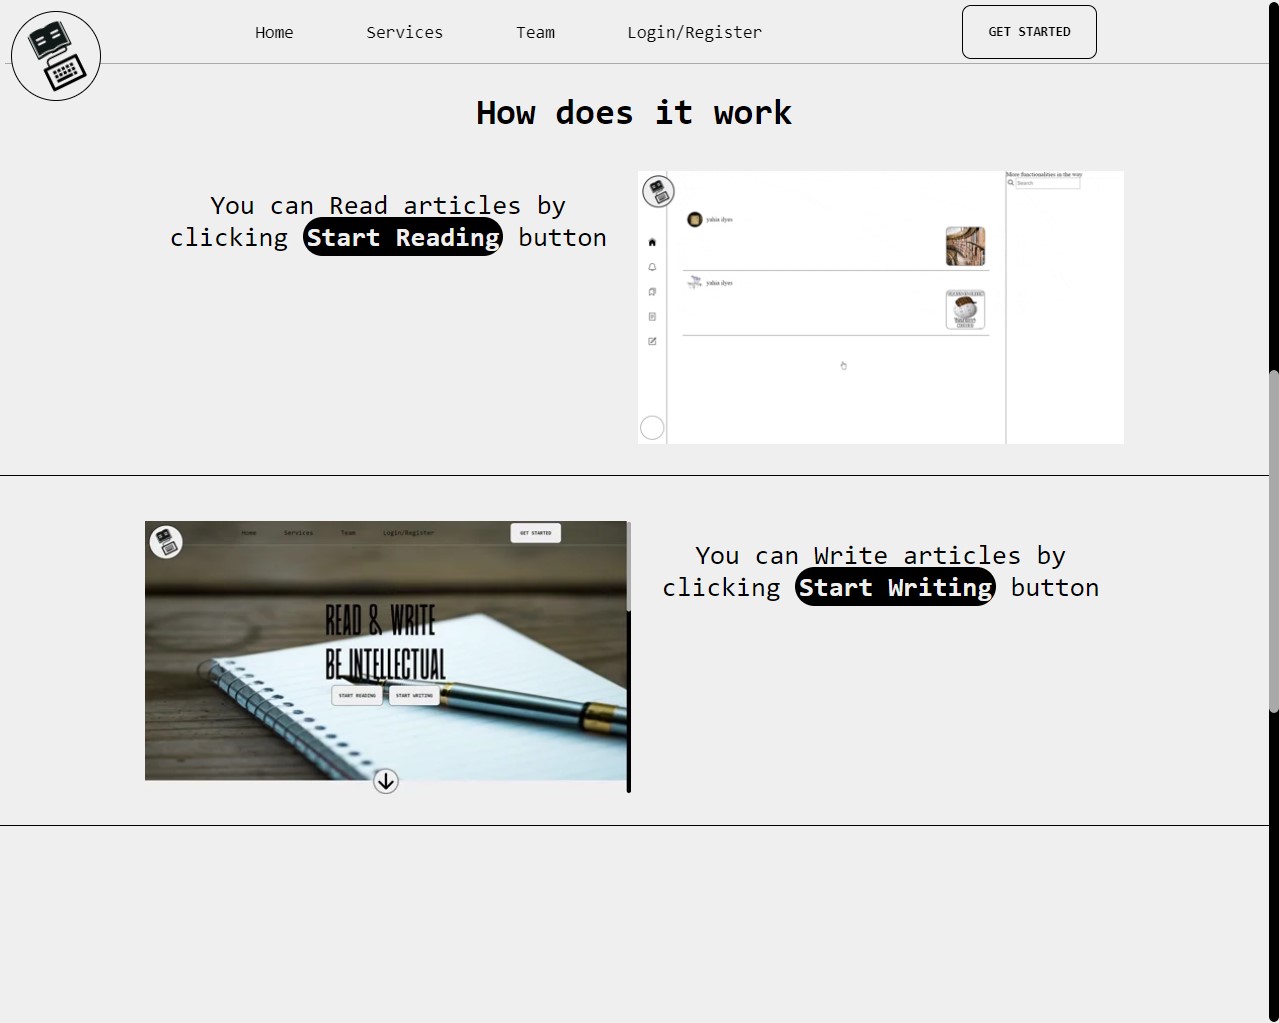 Home Services Team Login/Register GET STARTED
How does it work
You can Read articles by
clicking Start Reading button
More functionalities in the way
Search
yahia ilyes
yahia ilyes
Home Services Team Login/Register GET STARTED
READ & WRITE
BE INTELLECTUAL
START READING START WRITING
You can Write articles by
clicking Start Writing button